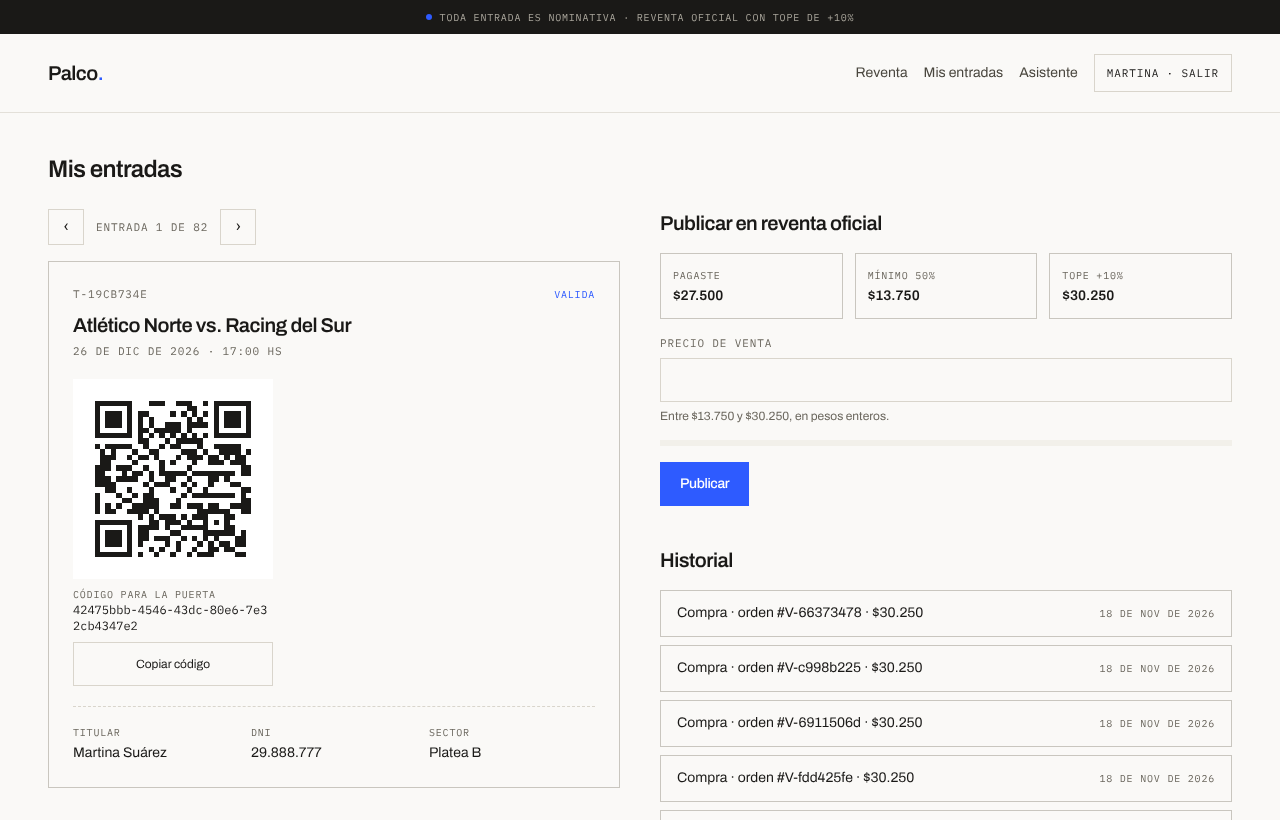 TODA ENTRADA ES NOMINATIVA · REVENTA OFICIAL CON TOPE DE +10%
Palco.
Reventa
Mis entradas
Asistente
MARTINA · SALIR
Mis entradas
‹
ENTRADA 1 DE 82
›
T-19CB734E
VALIDA
Atlético Norte vs. Racing del Sur
26 DE DIC DE 2026 · 17:00 HS
CÓDIGO PARA LA PUERTA
42475bbb-4546-43dc-80e6-7e3
2cb4347e2
Copiar código
TITULAR
Martina Suárez
DNI
29.888.777
SECTOR
Platea B
Publicar en reventa oficial
PAGASTE
$27.500
MÍNIMO 50%
$13.750
TOPE +10%
$30.250
PRECIO DE VENTA
Entre $13.750 y $30.250, en pesos enteros.
Publicar
Historial
Compra · orden #V-66373478 · $30.250
18 DE NOV DE 2026
Compra · orden #V-c998b225 · $30.250
18 DE NOV DE 2026
Compra · orden #V-6911506d · $30.250
18 DE NOV DE 2026
Compra · orden #V-fdd425fe · $30.250
18 DE NOV DE 2026